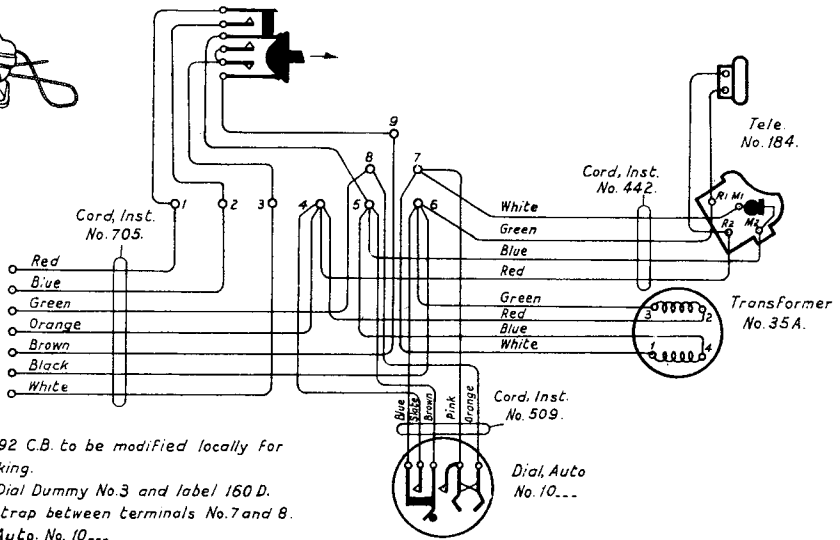 9
8
7
Tele.
No. 184.
Cord, Inst.
No. 442.
1
2
3
4
5
6
White
R1 M1
Green
R2
M2
Blue
Red
Cord, Inst.
No. 705.
Red
Blue
Green
Orange
Brown
Black
White
Green
Red
Blue
White
3
2
1
4
Transformer
No. 35A.
Blue
Slate
Brown
Pink
Orange
Cord, Inst.
No. 509.
Dial, Auto
No. 10---
92 C.B. to be modified locally for
king.
Dial Dummy No.3 and label 160 D.
strap between terminals No. 7 and 8.
Auto. No. 10---